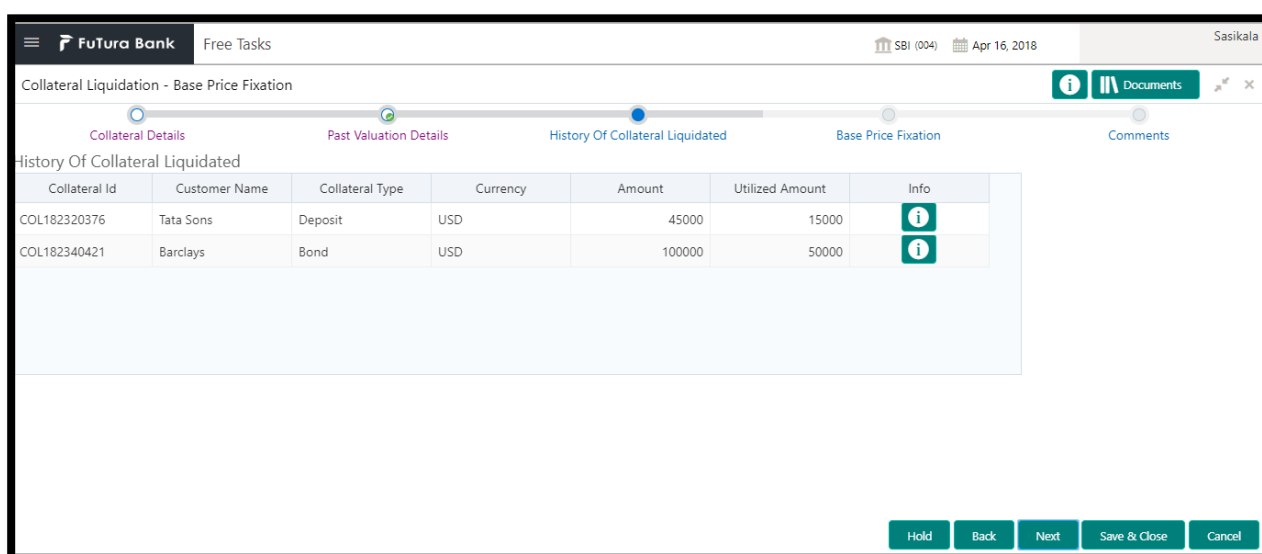 FuTura Bank Free Tasks SBI (004) Apr 16, 2018 Sasikala
Collateral Liquidation - Base Price Fixation Documents
Collateral Details Past Valuation Details History Of Collateral Liquidated Base Price Fixation Comments
History Of Collateral Liquidated
Collateral Id Customer Name Collateral Type Currency Amount Utilized Amount Info
COL182320376 Tata Sons Deposit USD 45000 15000
COL182340421 Barclays Bond USD 100000 50000
Hold Back Next Save & Close Cancel